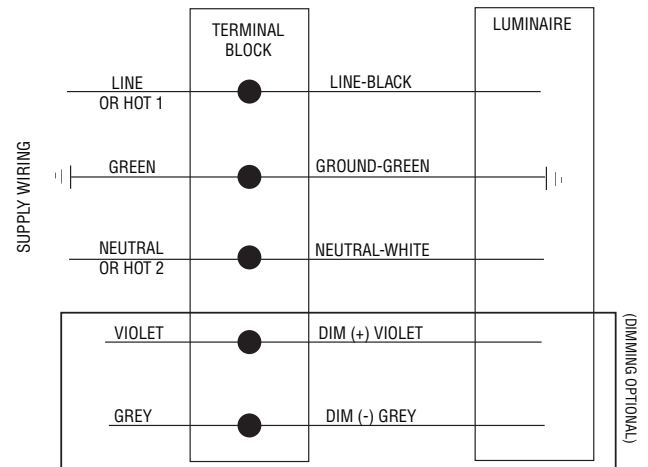 TERMINAL
BLOCK
LUMINAIRE
SUPPLY WIRING
LINE
OR HOT 1
LINE-BLACK
GREEN
GROUND-GREEN
NEUTRAL
OR HOT 2
NEUTRAL-WHITE
VIOLET
DIM (+) VIOLET
GREY
DIM (-) GREY
(DIMMING OPTIONAL)